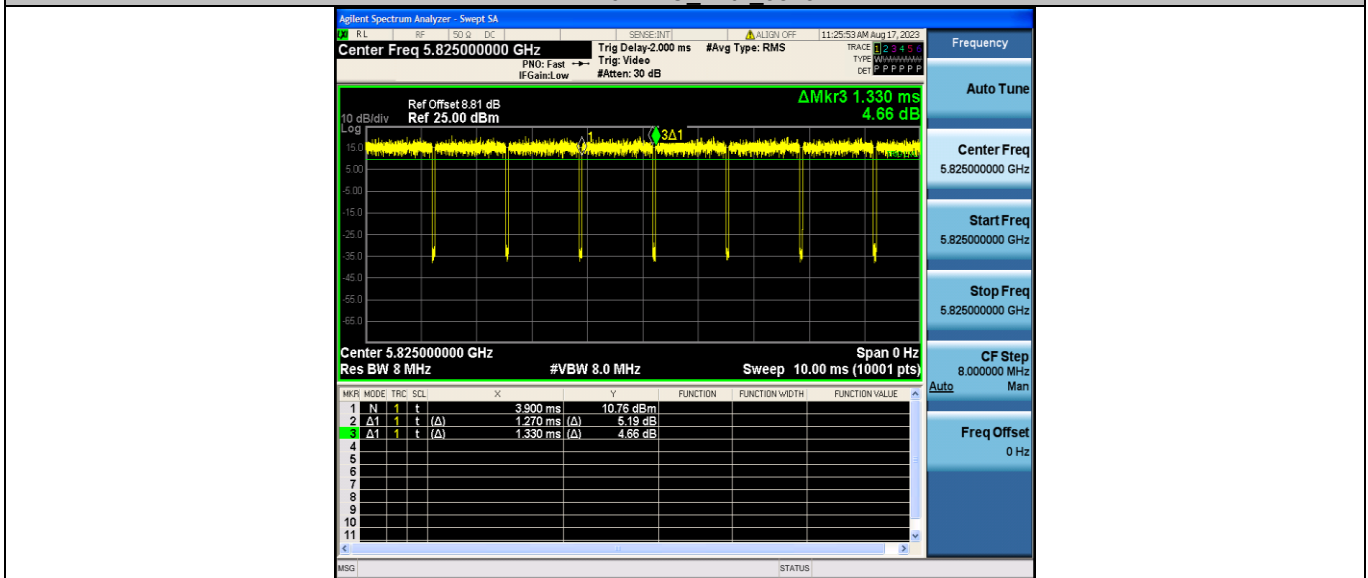 Agilent Spectrum Analyzer - Swept SA
RL RF 50 Ω DC SENSE:INT ALIGN OFF 11:25:53 AM Aug 17, 2023
Center Freq 5.825000000 GHz
PNO: Fast
IFGain:Low
Trig Delay-2.000 ms
Trig: Video
#Atten: 30 dB
#Avg Type: RMS
TRACE 1 2 3 4 5 6
TYPE WWWWWW
DET P P P P P P
Frequency
Auto Tune
Center Freq
5.825000000 GHz
Start Freq
5.825000000 GHz
Stop Freq
5.825000000 GHz
CF Step
8.000000 MHz
Auto Man
Freq Offset
0 Hz
ΔMkr3 1.330 ms
4.66 dB
Ref Offset 8.81 dB
10 dB/div Ref 25.00 dBm
Log
1 3Δ1
15.0
5.00
-5.00
-15.0
-25.0
-35.0
-45.0
-55.0
-65.0
Center 5.825000000 GHz Span 0 Hz
Res BW 8 MHz #VBW 8.0 MHz Sweep 10.00 ms (10001 pts)
MKR MODE TRC SCL X Y FUNCTION FUNCTION WIDTH FUNCTION VALUE
1 N 1 t 3.900 ms 10.76 dBm
2 Δ1 1 t (Δ) 1.270 ms (Δ) 5.19 dB
3 Δ1 1 t (Δ) 1.330 ms (Δ) 4.66 dB
4
5
6
7
8
9
10
11
MSG STATUS